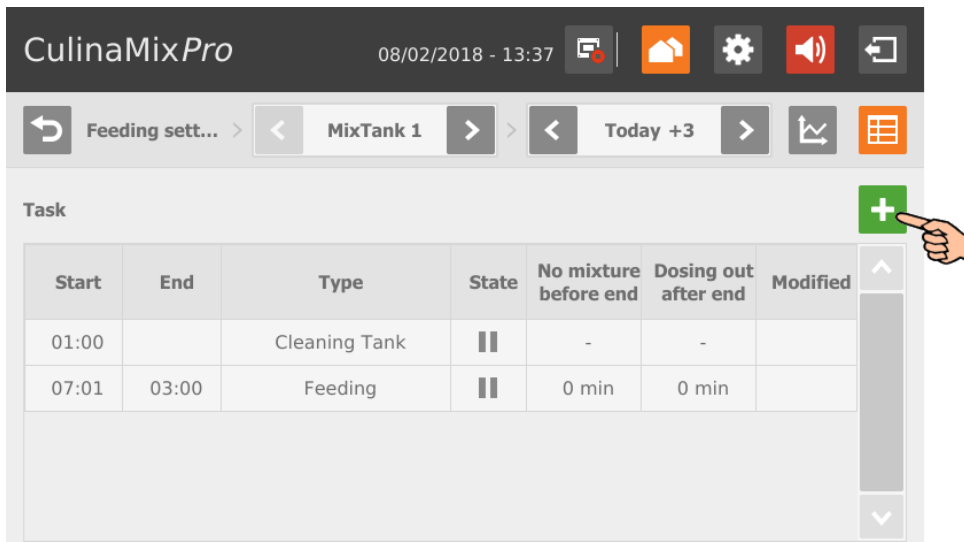 CulinaMixPro 08/02/2018 - 13:37
Feeding sett... > MixTank 1 > Today +3
Task
Start End Type State No mixture before end Dosing out after end Modified
01:00 Cleaning Tank - -
07:01 03:00 Feeding 0 min 0 min